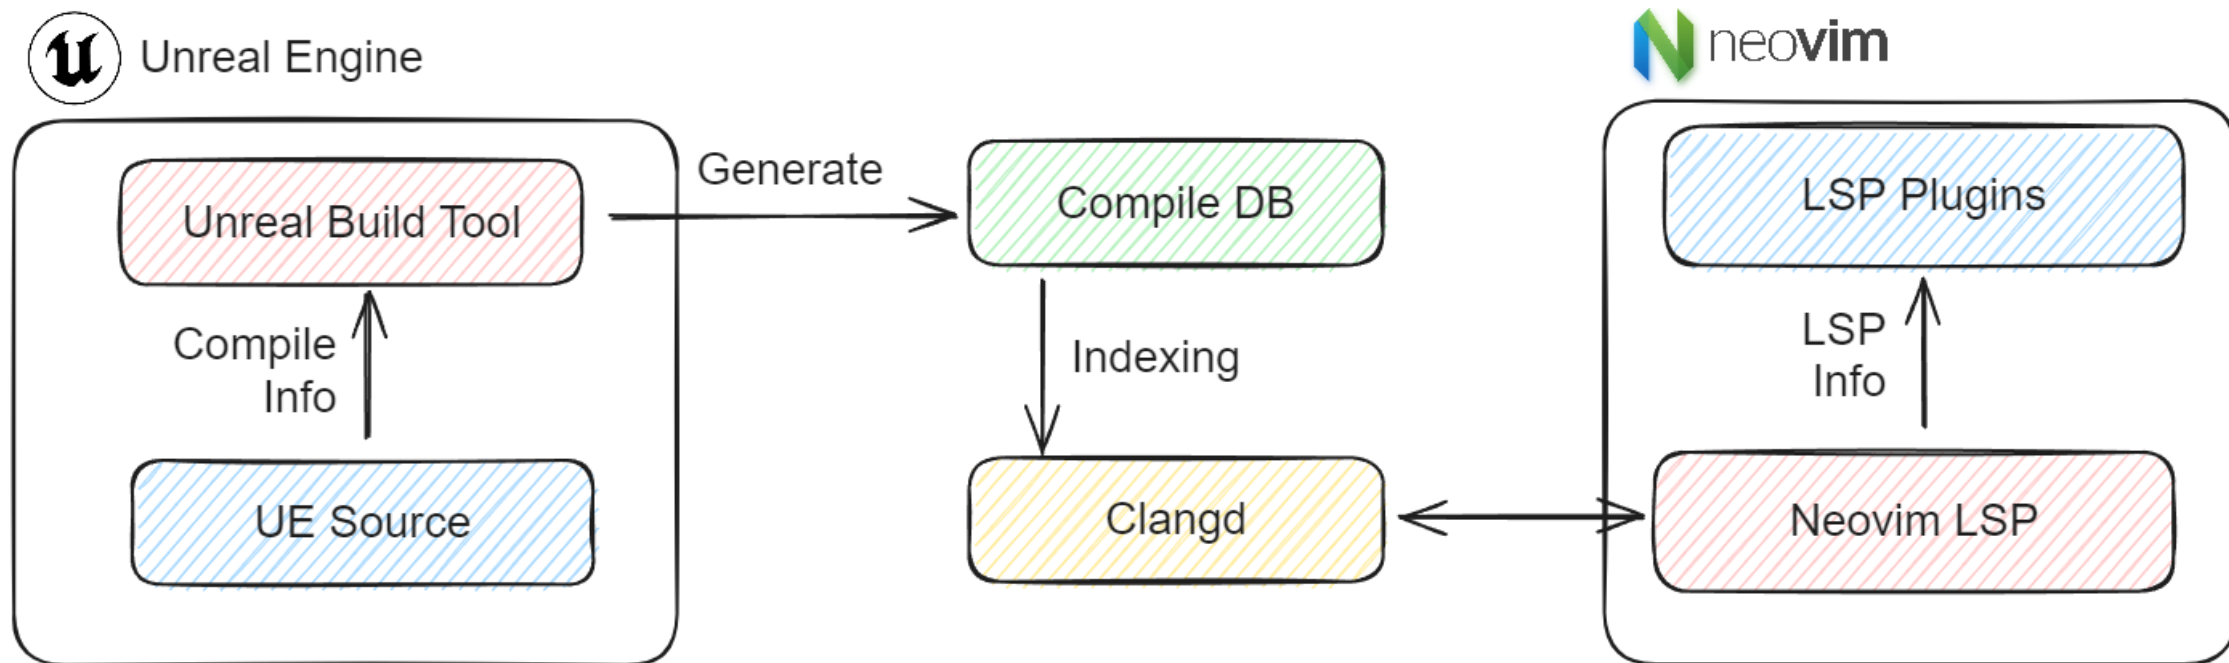 Unreal Engine
neovim
Unreal Build Tool
Generate
Compile DB
LSP Plugins
Compile
Info
Indexing
LSP
Info
UE Source
Clangd
Neovim LSP